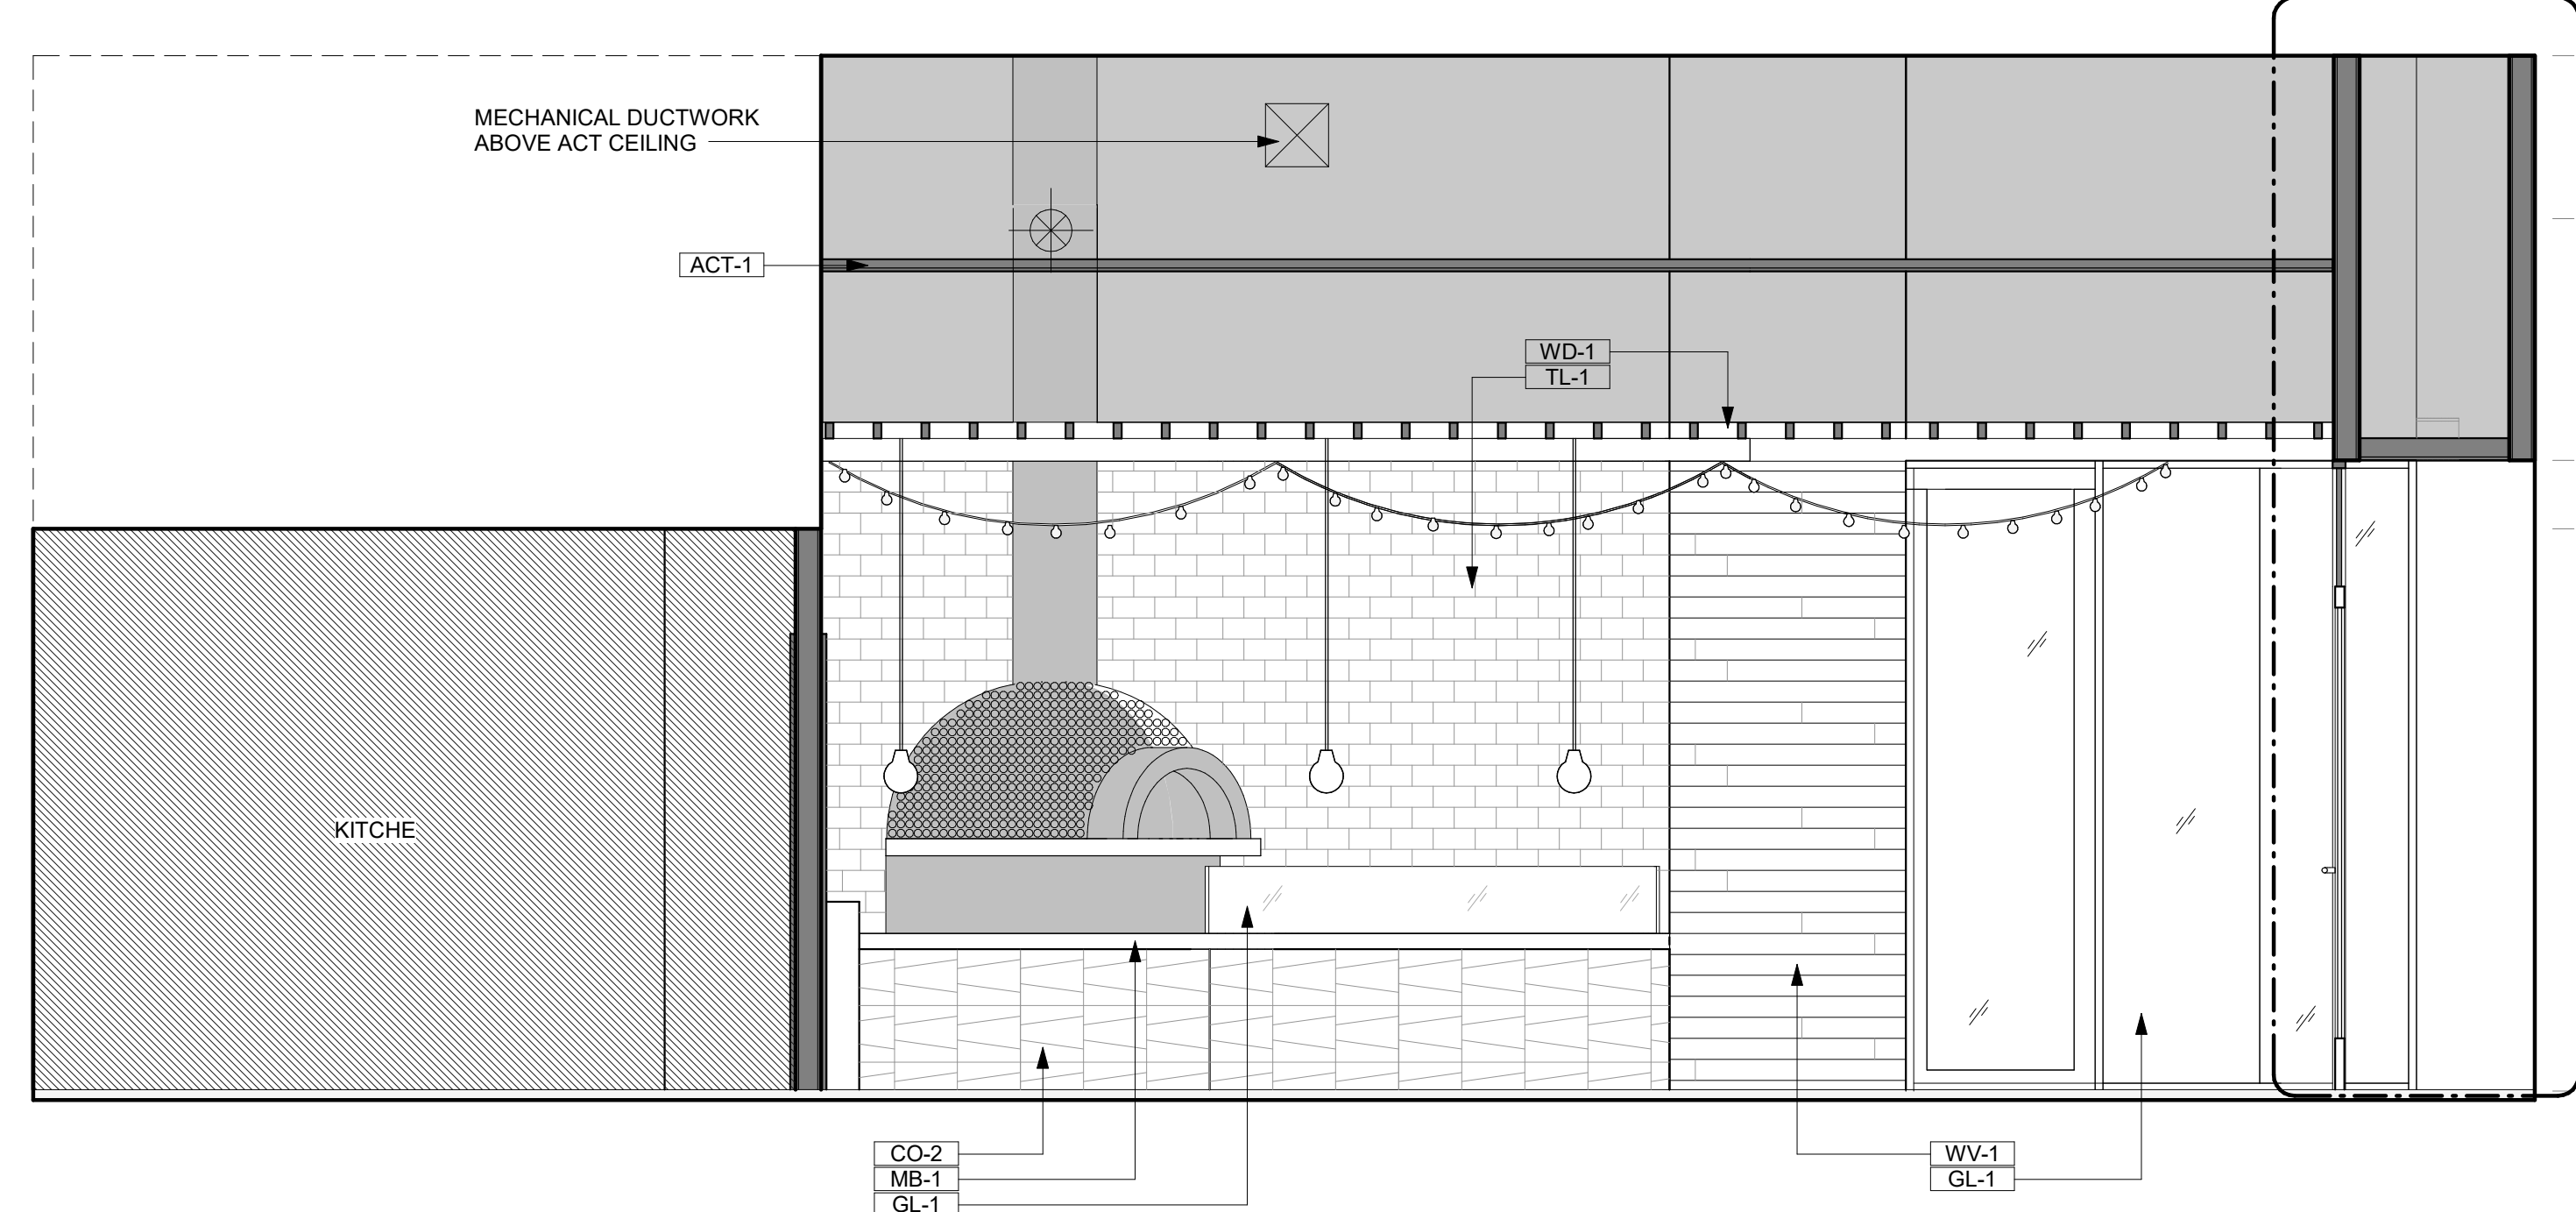 MECHANICAL DUCTWORK
ABOVE ACT CEILING
ACT-1
WD-1
TL-1
KITCHE
CO-2
MB-1
GL-1
WV-1
GL-1